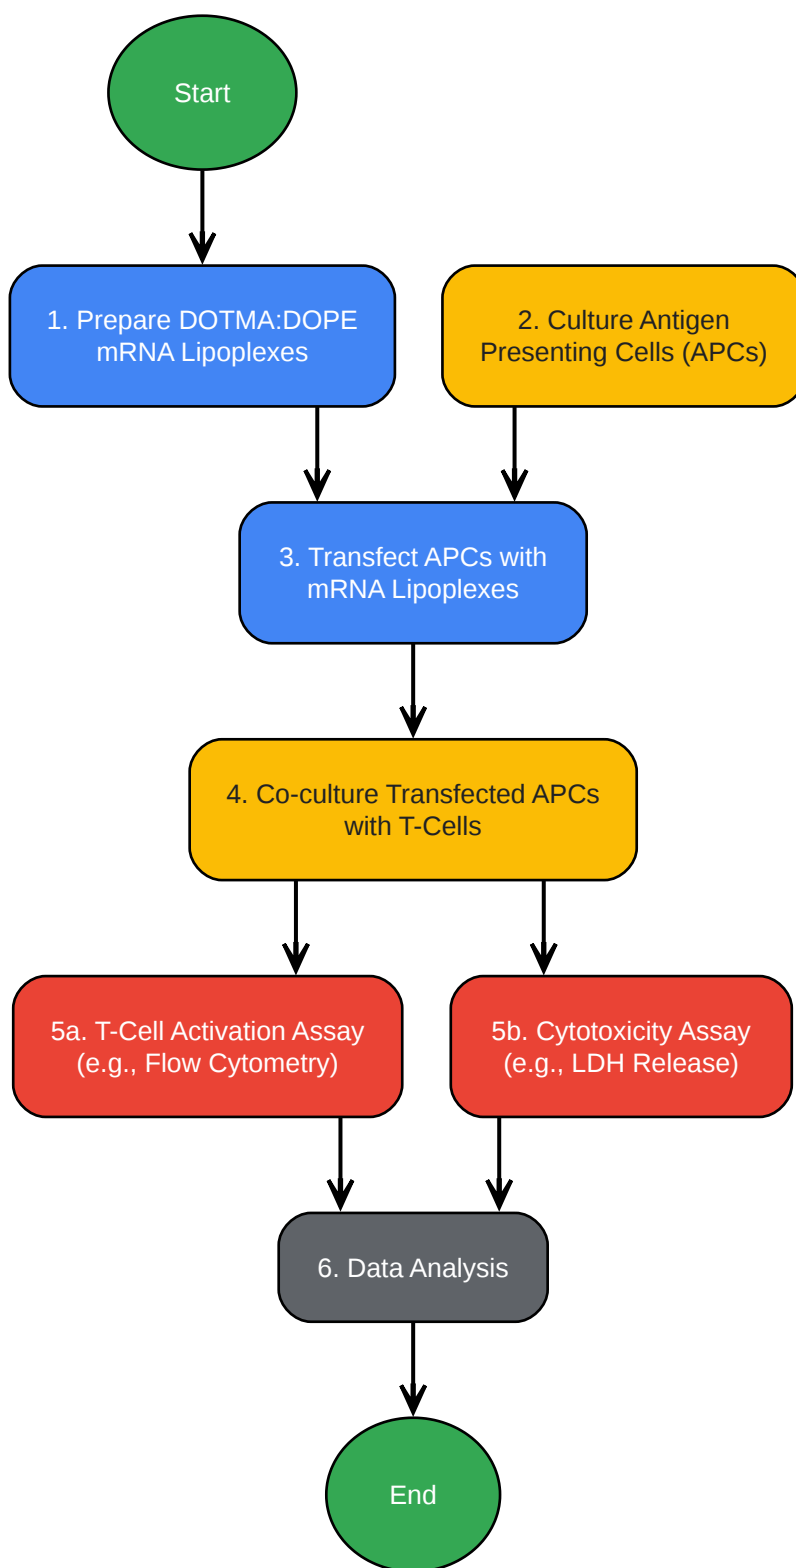 Start
1. Prepare DOTMA:DOPE
mRNA Lipoplexes
2. Culture Antigen
Presenting Cells (APCs)
3. Transfect APCs with
mRNA Lipoplexes
4. Co-culture Transfected APCs
with T-Cells
5a. T-Cell Activation Assay
(e.g., Flow Cytometry)
5b. Cytotoxicity Assay
(e.g., LDH Release)
6. Data Analysis
End